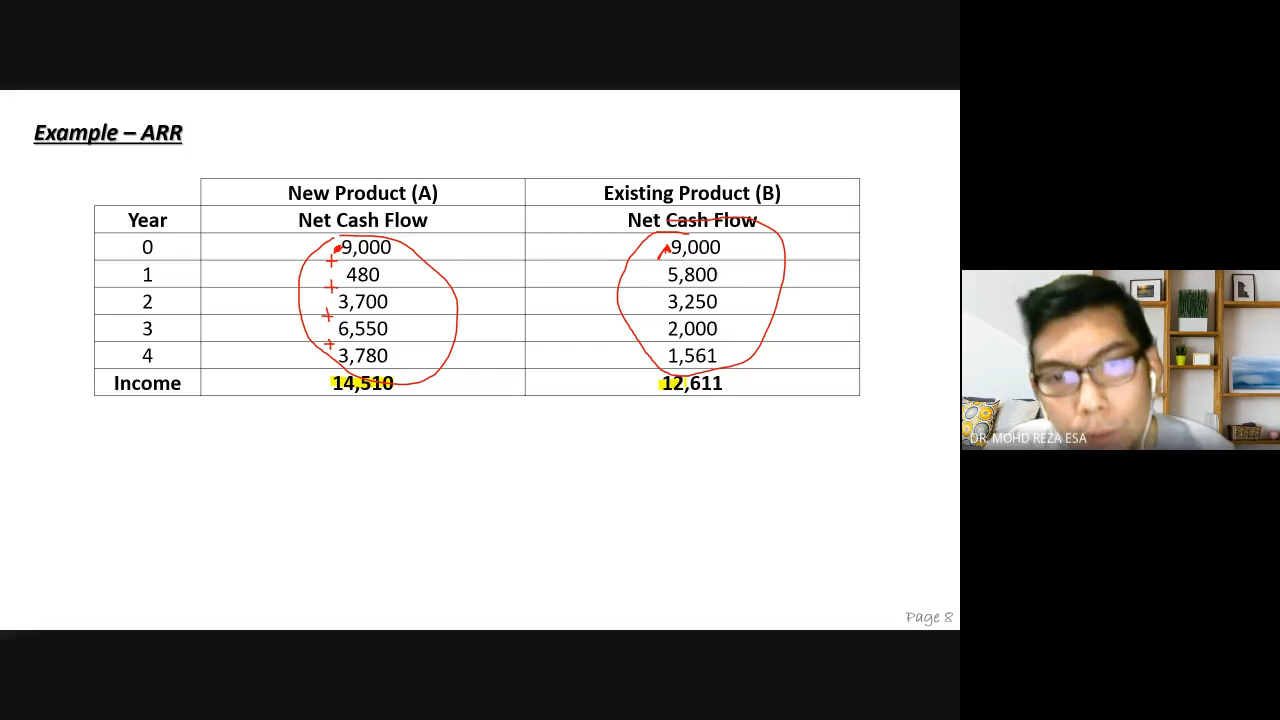 Example – ARR
New Product (A) Existing Product (B)
Year Net Cash Flow Net Cash Flow
0 -9,000 -9,000
1 480 5,800
2 3,700 3,250
3 6,550 2,000
4 3,780 1,561
Income 14,510 12,611
DR. MOHD REZA ESA
Page 8